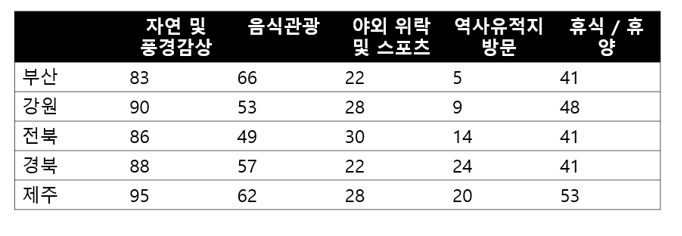 자연 및 풍경감상 음식관광 야외 위락 및 스포츠 역사유적지 방문 휴식 / 휴양
부산 83 66 22 5 41
강원 90 53 28 9 48
전북 86 49 30 14 41
경북 88 57 22 24 41
제주 95 62 28 20 53